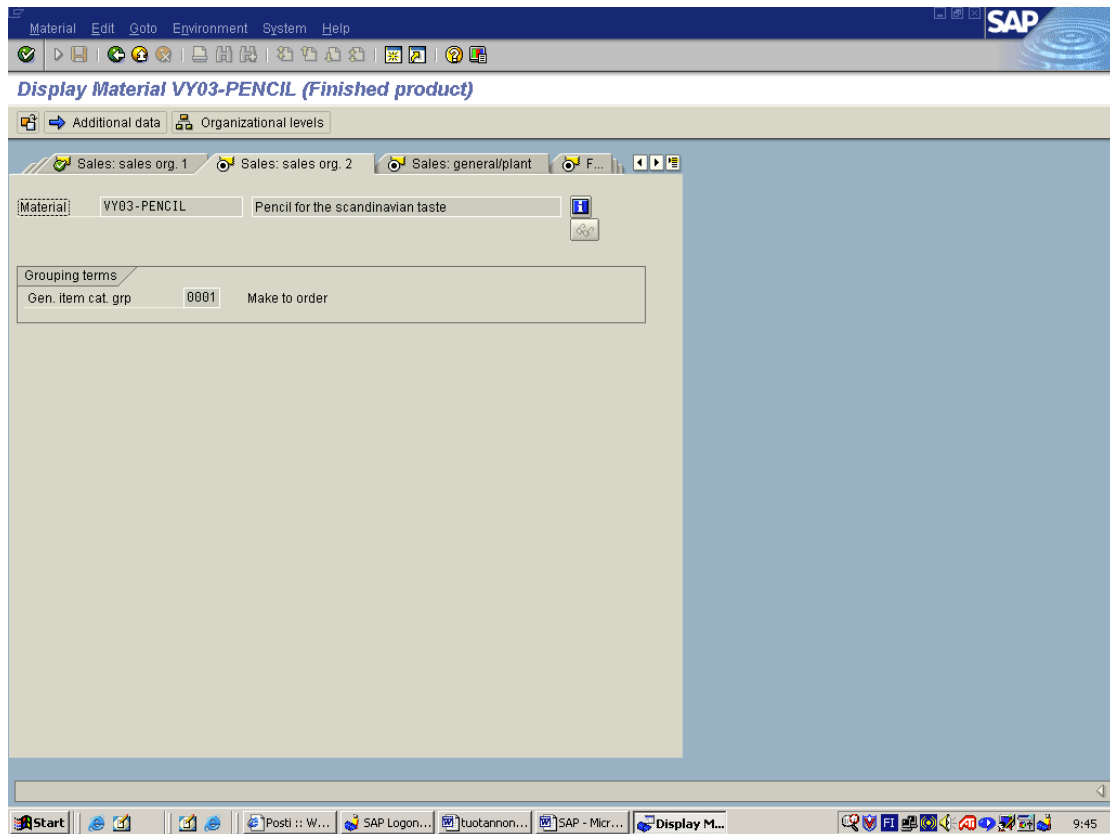 Material Edit Goto Environment System Help
SAP
Display Material VY03-PENCIL (Finished product)
Additional data Organizational levels
Sales: sales org. 1 Sales: sales org. 2 Sales: general/plant F...
Material VY03-PENCIL Pencil for the scandinavian taste
Grouping terms
Gen. item cat. grp 0001 Make to order
Start Posti :: W... SAP Logon... tuotannon... SAP - Micr... Display M... FI ATI 9:45